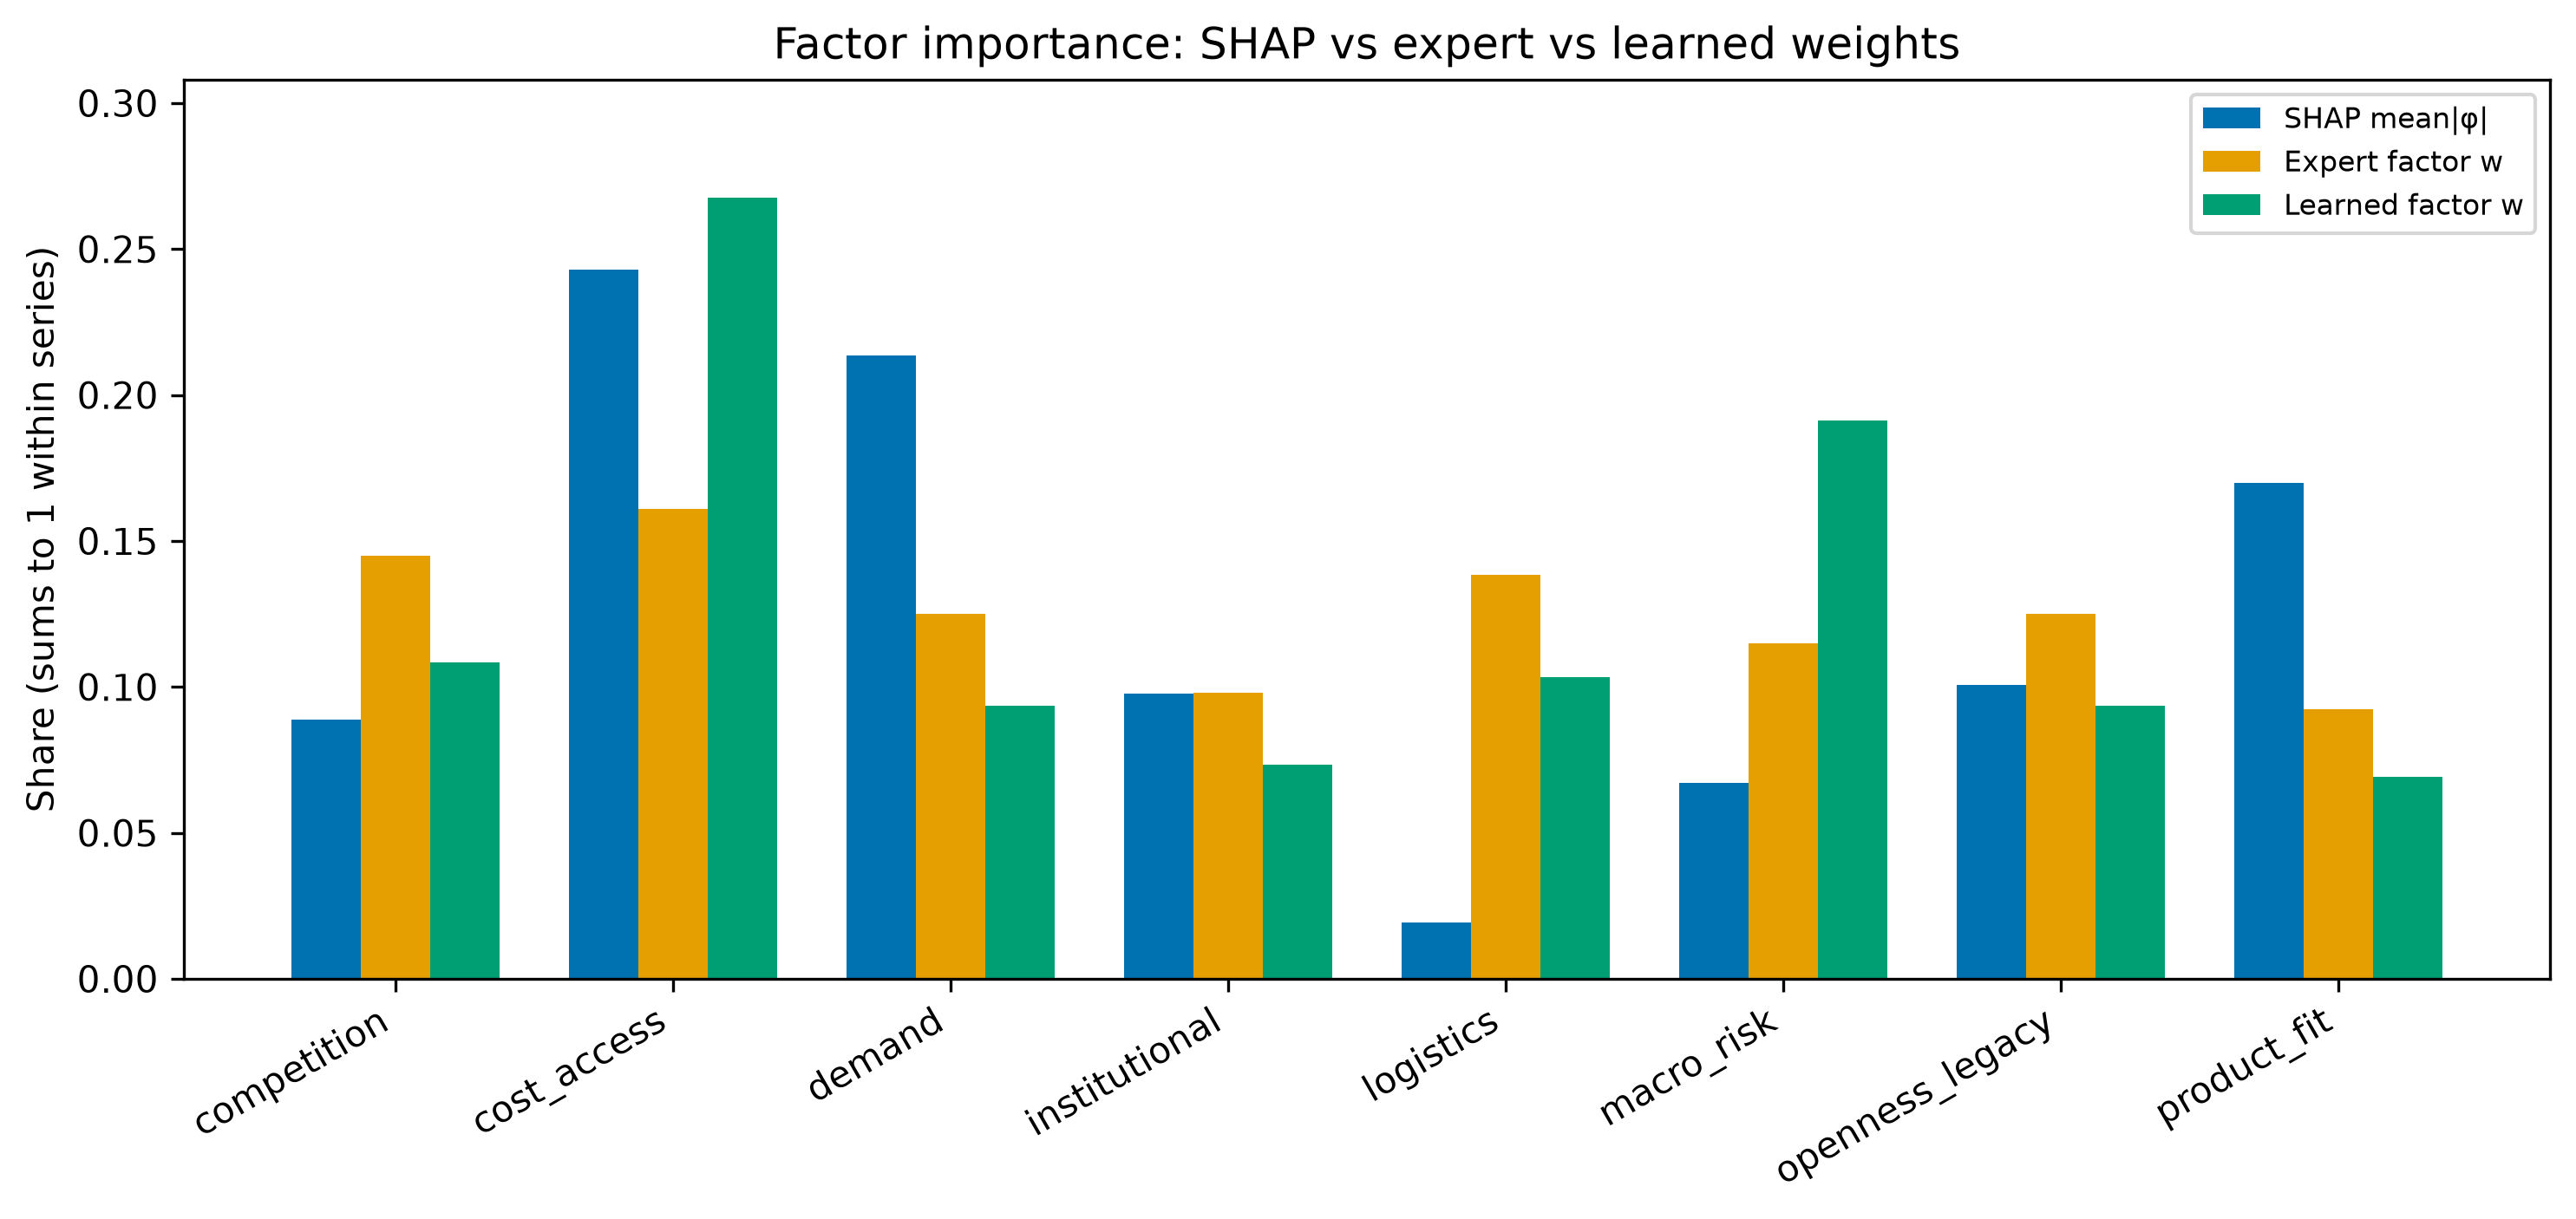 Factor importance: SHAP vs expert vs learned weights
SHAP mean|φ|
Expert factor w
Learned factor w
Share (sums to 1 within series)
0.30
0.25
0.20
0.15
0.10
0.05
0.00
competition
cost_access
demand
institutional
logistics
macro_risk
openness_legacy
product_fit